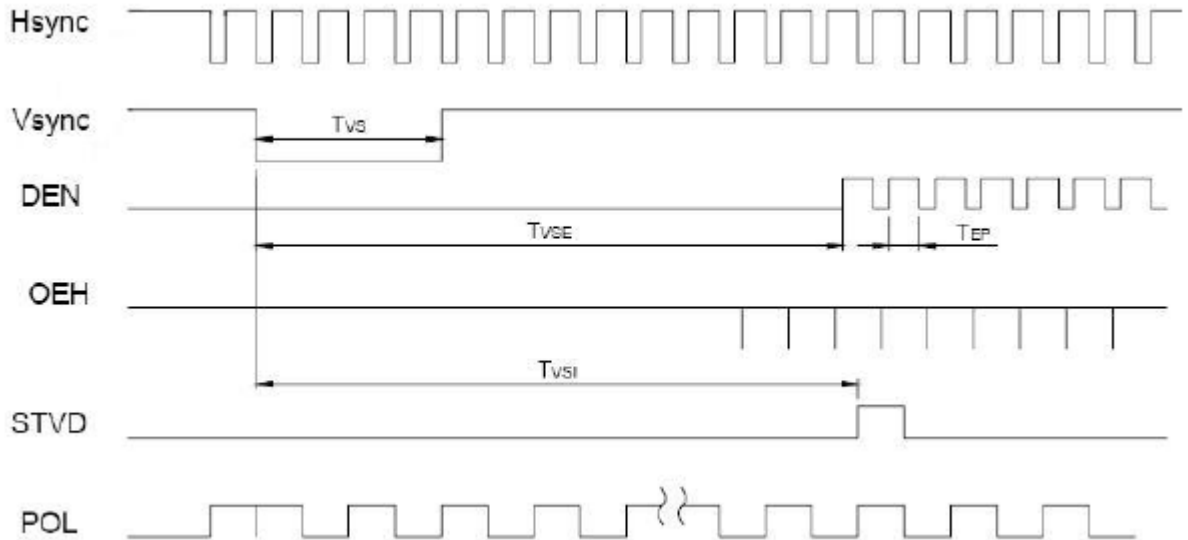 Hsync
Vsync
TVS
DEN
TVSE
TEP
OEH
TVSI
STVD
POL